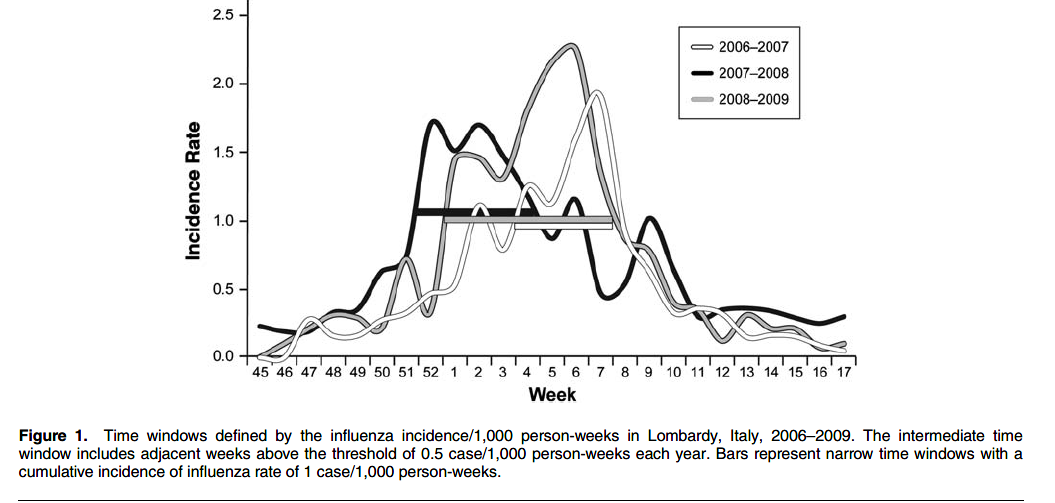 2.5
2.0
1.5
1.0
0.5
0.0
Incidence Rate
2006–2007
2007–2008
2008–2009
45 46 47 48 49 50 51 52 1 2 3 4 5 6 7 8 9 10 11 12 13 14 15 16 17
Week
Figure 1. Time windows defined by the influenza incidence/1,000 person-weeks in Lombardy, Italy, 2006–2009. The intermediate time
window includes adjacent weeks above the threshold of 0.5 case/1,000 person-weeks each year. Bars represent narrow time windows with a
cumulative incidence of influenza rate of 1 case/1,000 person-weeks.